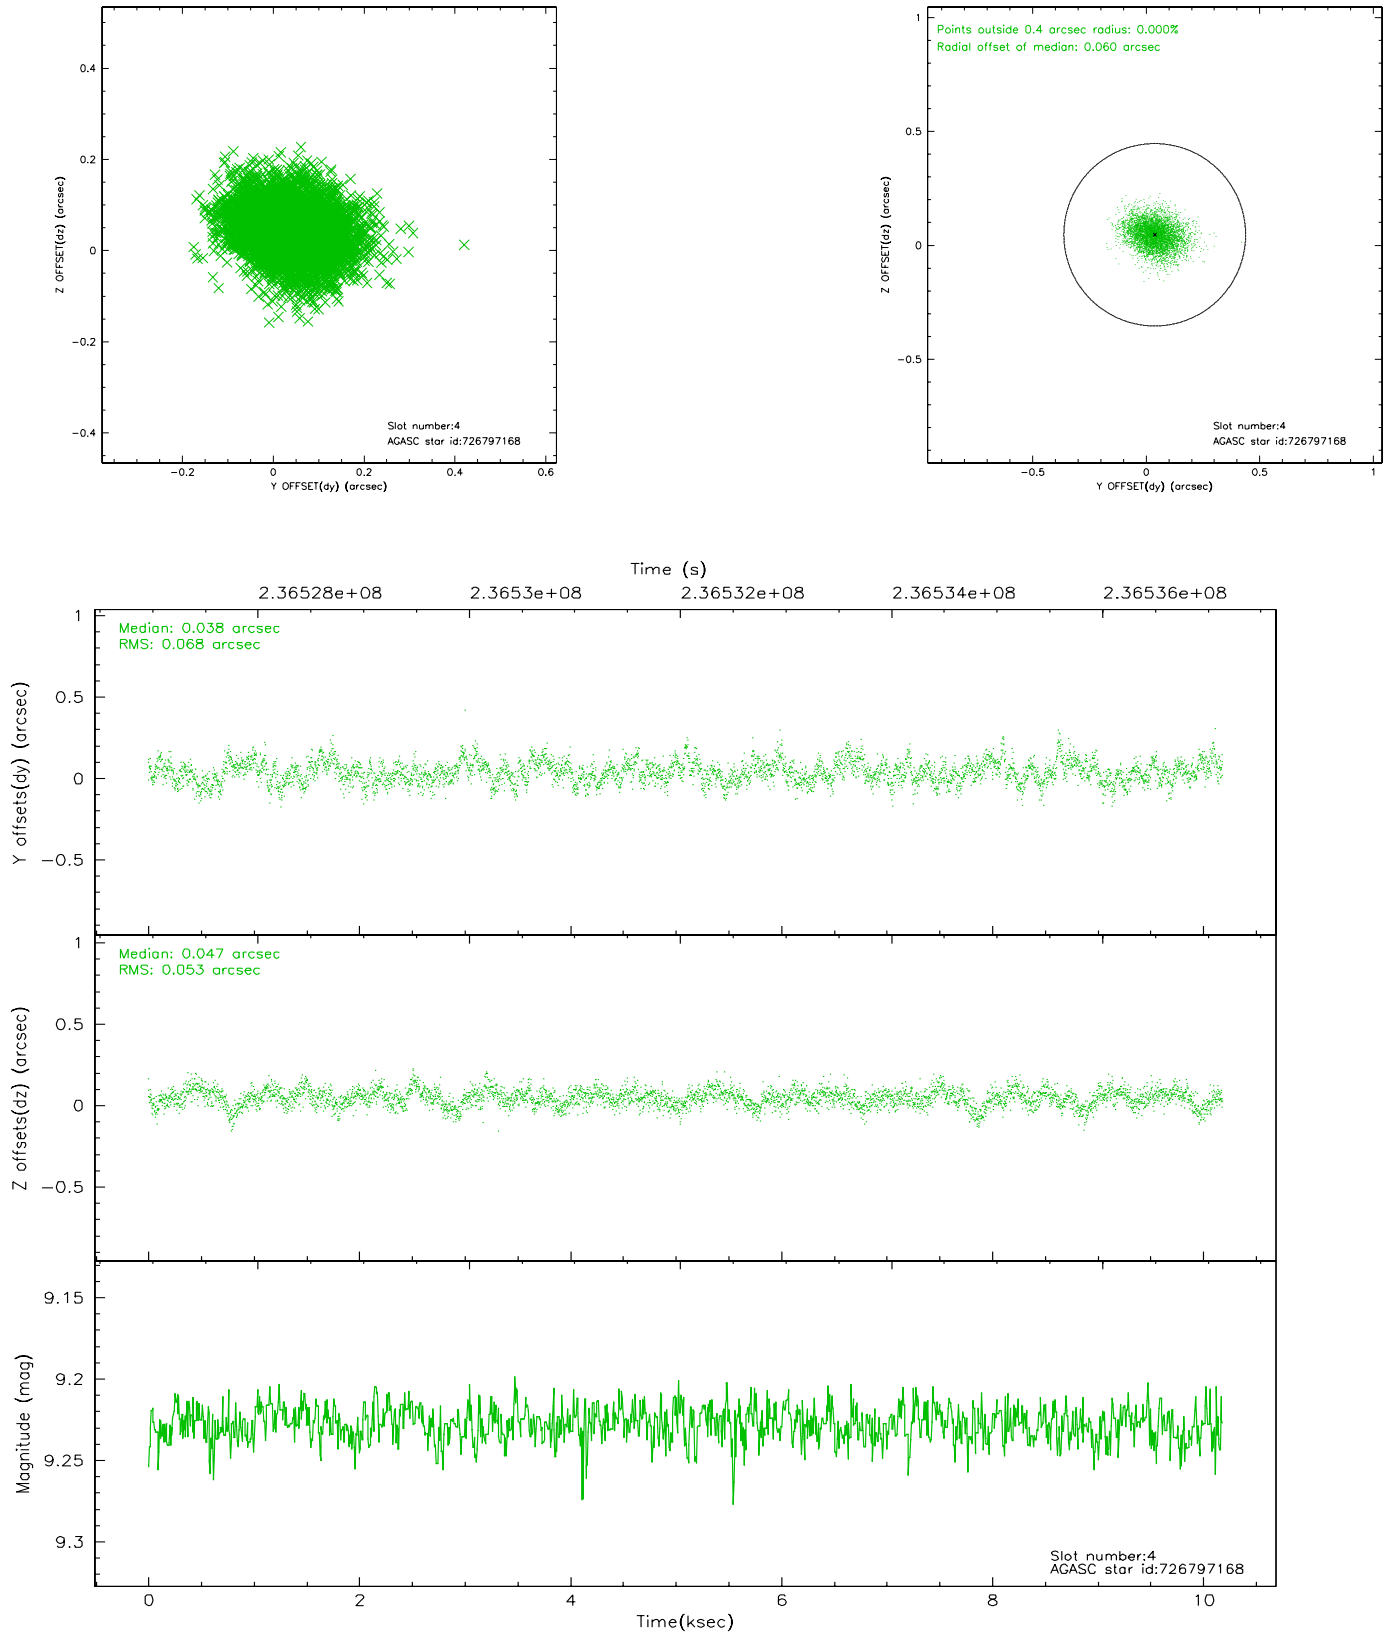 Z OFFSET(dz) (arcsec)
0.4
0.2
0
−0.2
−0.4
Slot number:4
AGASC star id:726797168
−0.2 0 0.2 0.4 0.6
Y OFFSET(dy) (arcsec)
Points outside 0.4 arcsec radius: 0.000%
Radial offset of median: 0.060 arcsec
Z OFFSET(dz) (arcsec)
1
0.5
0
−0.5
Slot number:4
AGASC star id:726797168
−0.5 0 0.5 1
Y OFFSET(dy) (arcsec)
Time (s)
2.36528e+08 2.3653e+08 2.36532e+08 2.36534e+08 2.36536e+08
Median: 0.038 arcsec
RMS: 0.068 arcsec
Y offsets(dy) (arcsec)
1
0.5
0
−0.5
Median: 0.047 arcsec
RMS: 0.053 arcsec
Z offsets(dz) (arcsec)
1
0.5
0
−0.5
Magnitude (mag)
9.15
9.2
9.25
9.3
Slot number:4
AGASC star id:726797168
0 2 4 6 8 10
Time(ksec)